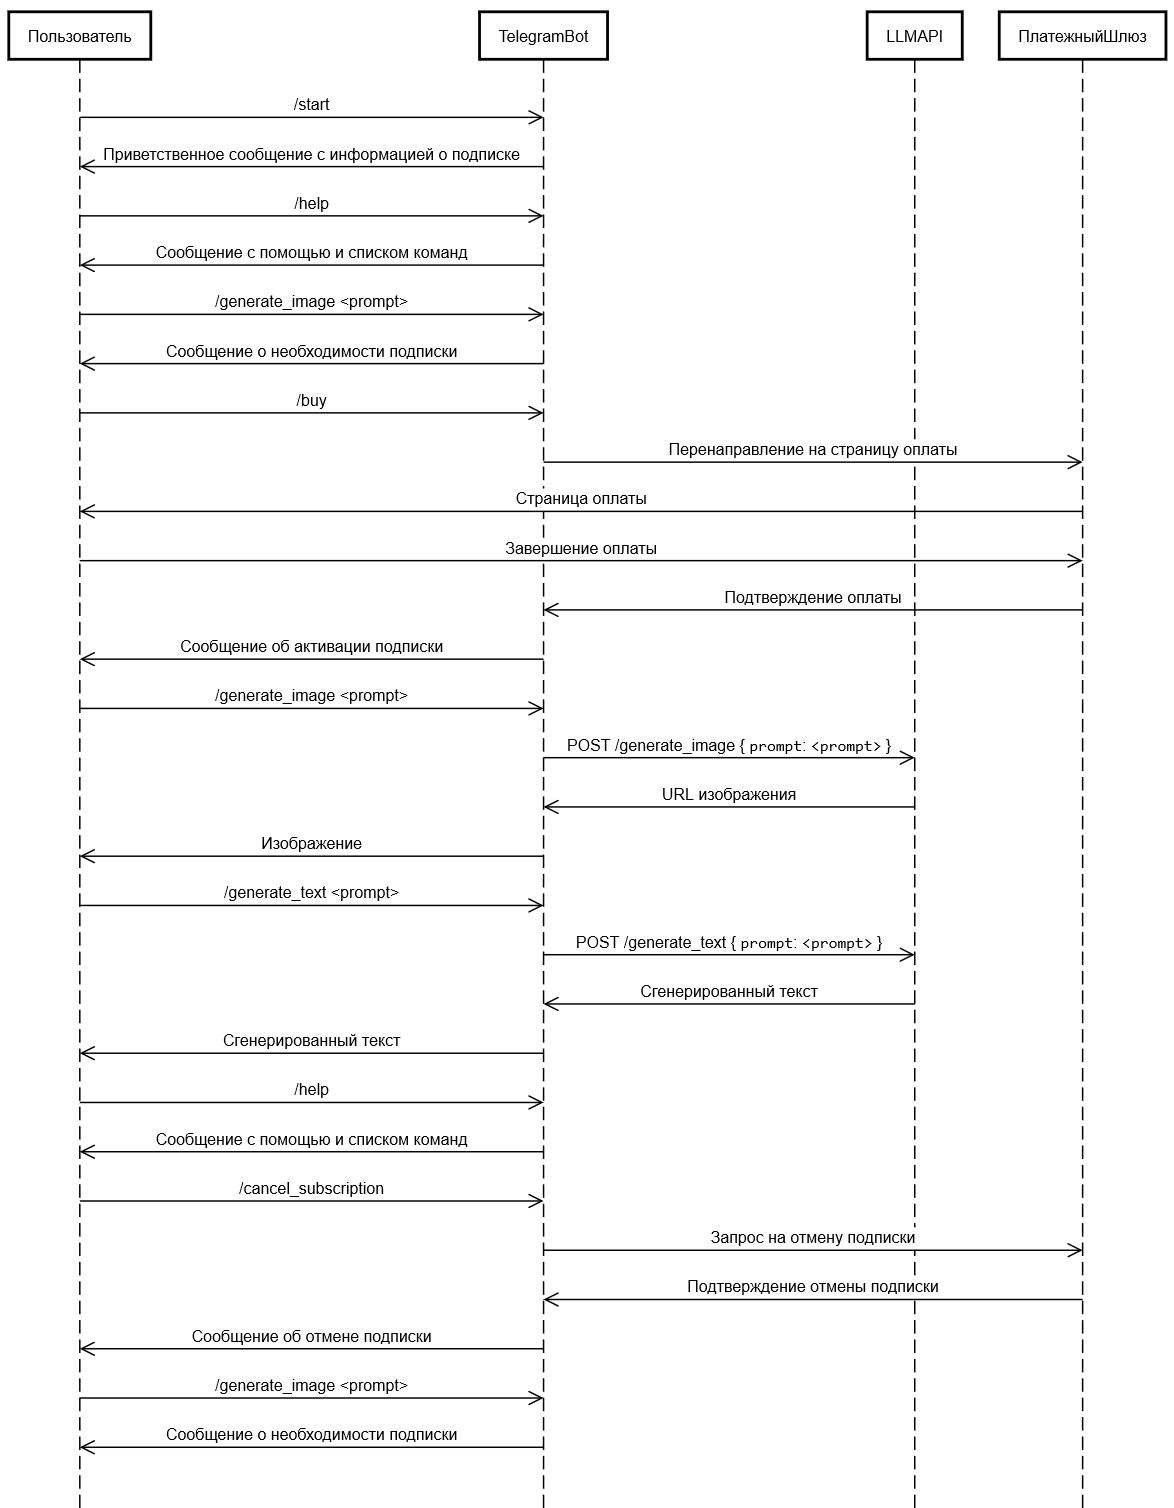 Пользователь
TelegramBot
LLMAPI
ПлатежныйШлюз
/start
Приветственное сообщение с информацией о подписке
/help
Сообщение с помощью и списком команд
/generate_image <prompt>
Сообщение о необходимости подписки
/buy
Перенаправление на страницу оплаты
Страница оплаты
Завершение оплаты
Подтверждение оплаты
Сообщение об активации подписки
/generate_image <prompt>
POST /generate_image { prompt: <prompt> }
URL изображения
Изображение
/generate_text <prompt>
POST /generate_text { prompt: <prompt> }
Сгенерированный текст
Сгенерированный текст
/help
Сообщение с помощью и списком команд
/cancel_subscription
Запрос на отмену подписки
Подтверждение отмены подписки
Сообщение об отмене подписки
/generate_image <prompt>
Сообщение о необходимости подписки